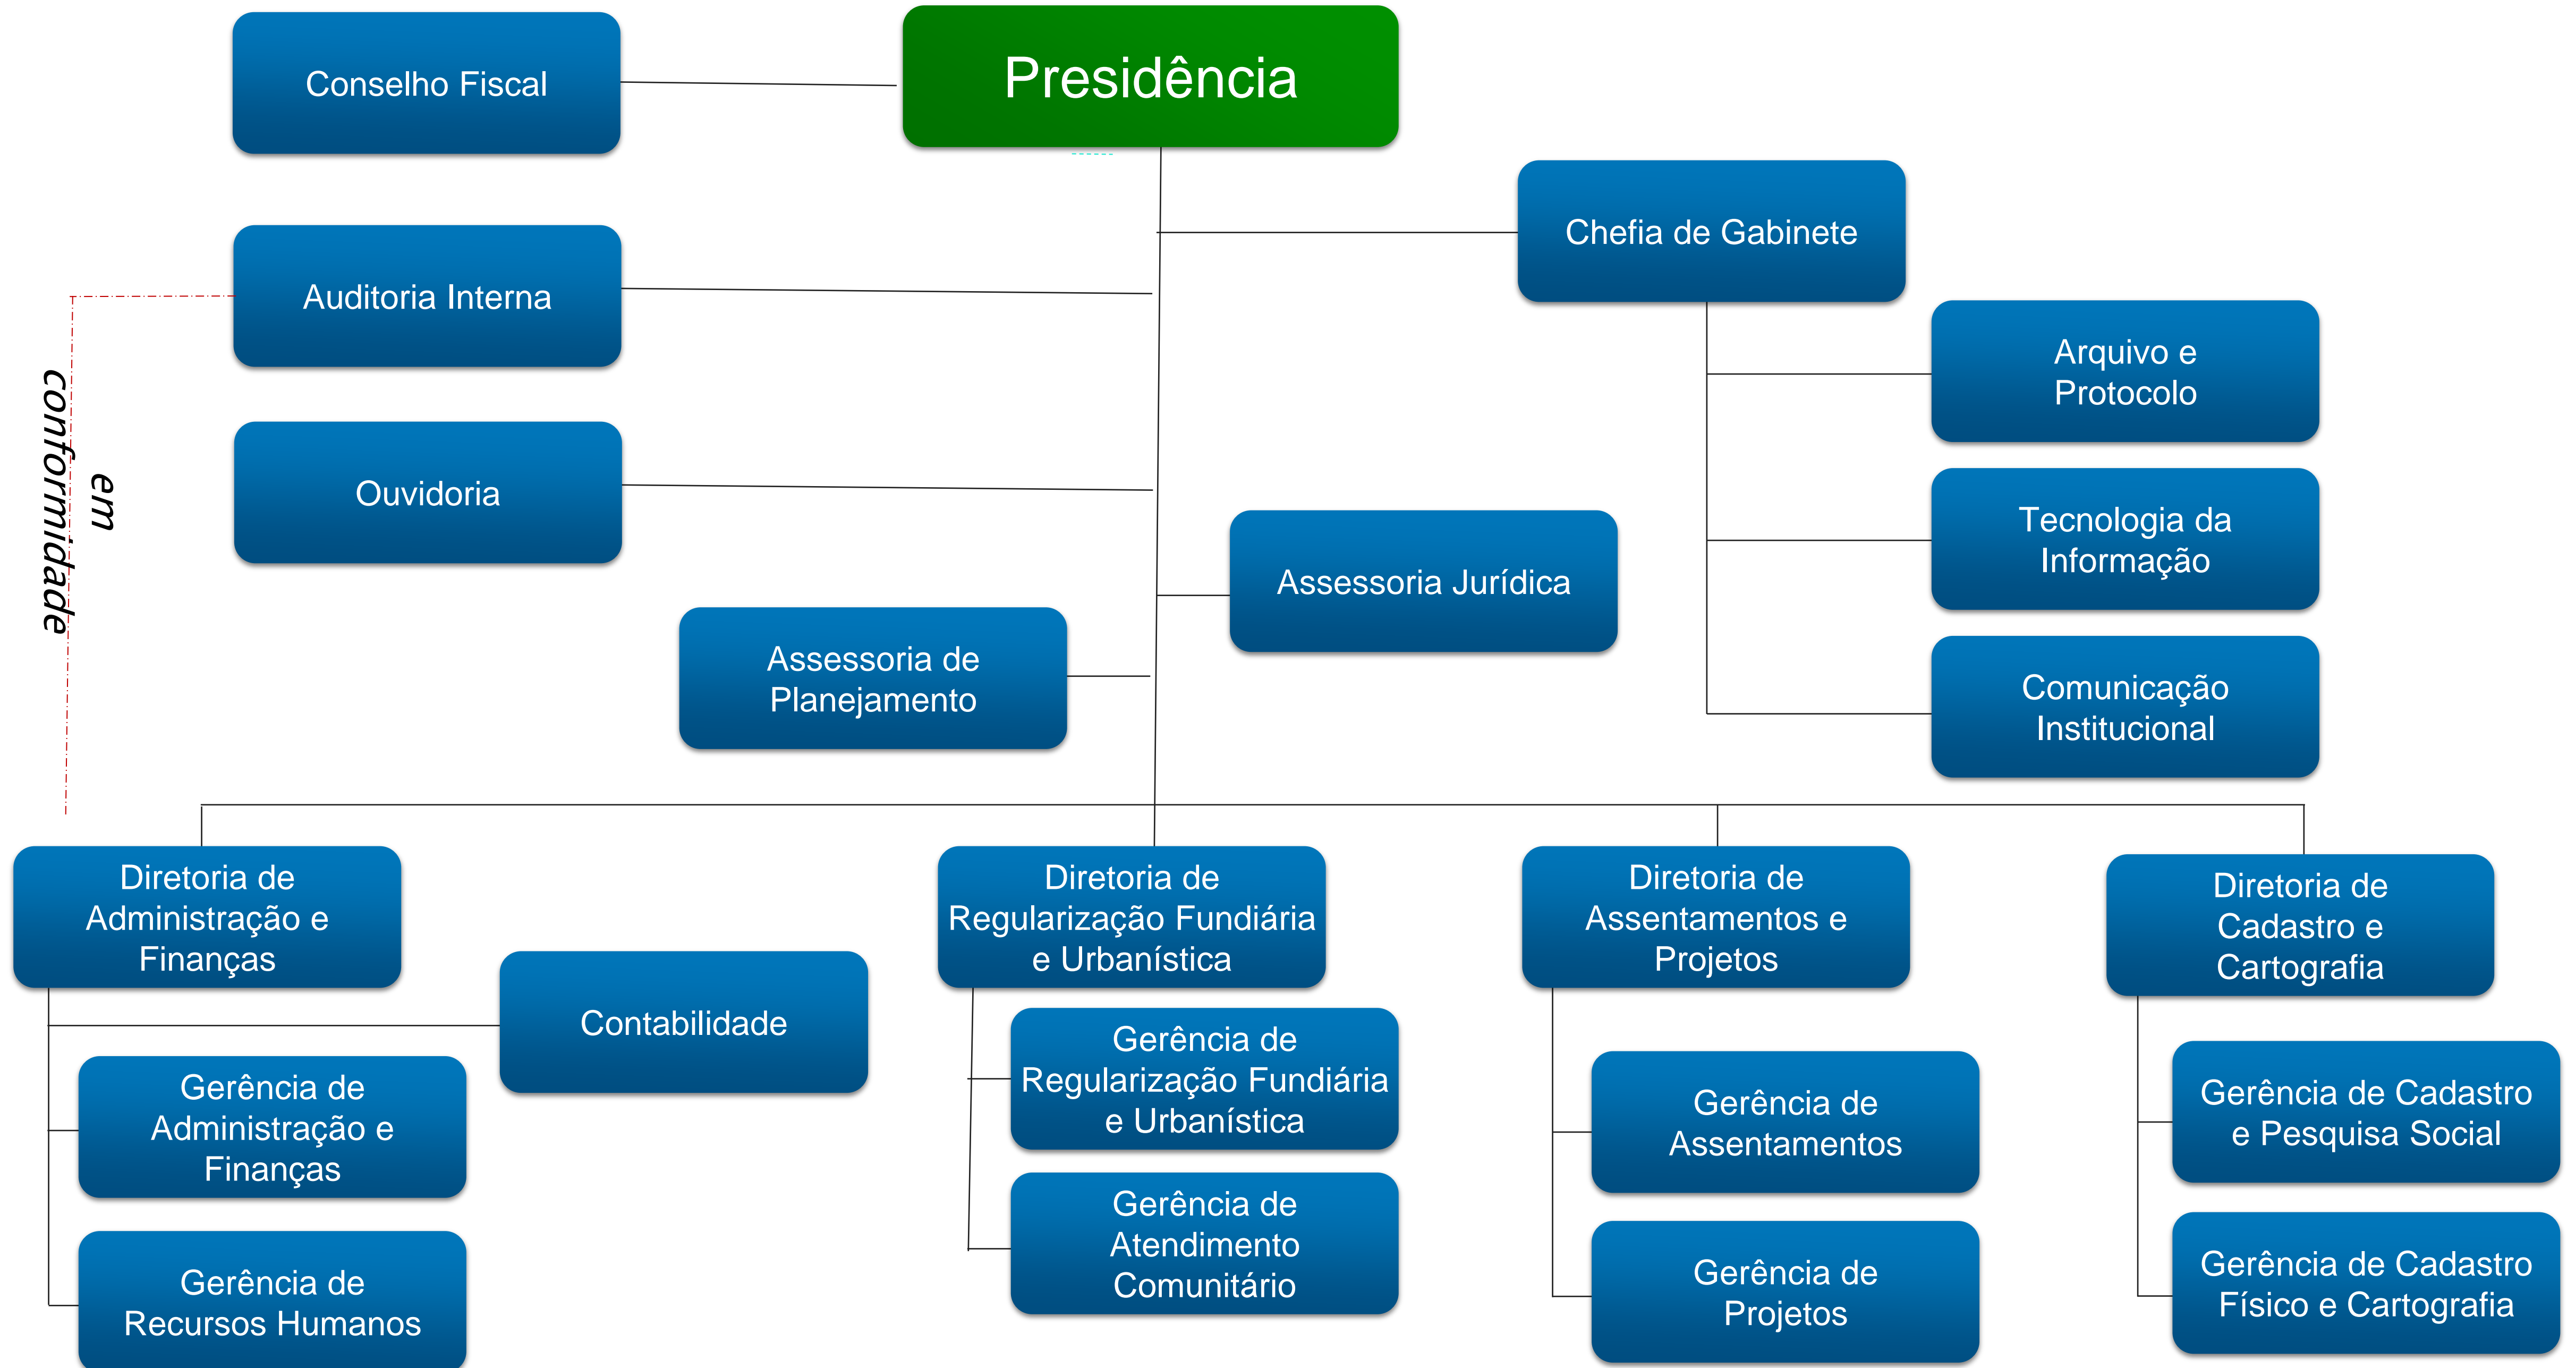 Conselho Fiscal
Presidência
Chefia de Gabinete
Auditoria Interna
Arquivo e
Protocolo
em
conformidade
Ouvidoria
Tecnologia da
Informação
Assessoria Jurídica
Assessoria de
Planejamento
Comunicação
Institucional
Diretoria de
Administração e
Finanças
Diretoria de
Regularização Fundiária
e Urbanística
Diretoria de
Assentamentos e
Projetos
Diretoria de
Cadastro e
Cartografia
Contabilidade
Gerência de
Administração e
Finanças
Gerência de
Regularização Fundiária
e Urbanística
Gerência de
Assentamentos
Gerência de Cadastro
e Pesquisa Social
Gerência de
Recursos Humanos
Gerência de
Atendimento
Comunitário
Gerência de
Projetos
Gerência de Cadastro
Físico e Cartografia